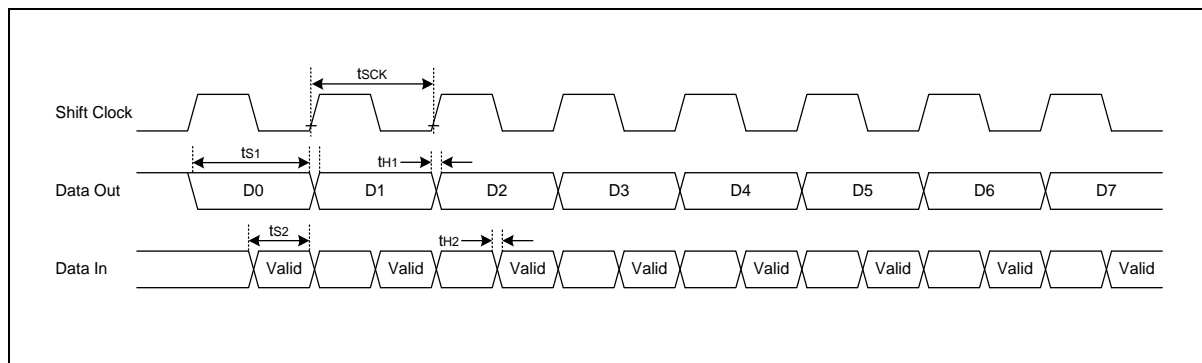 tSCK
Shift Clock
tS1
tH1
Data Out D0 D1 D2 D3 D4 D5 D6 D7
tS2
tH2
Data In Valid Valid Valid Valid Valid Valid Valid Valid